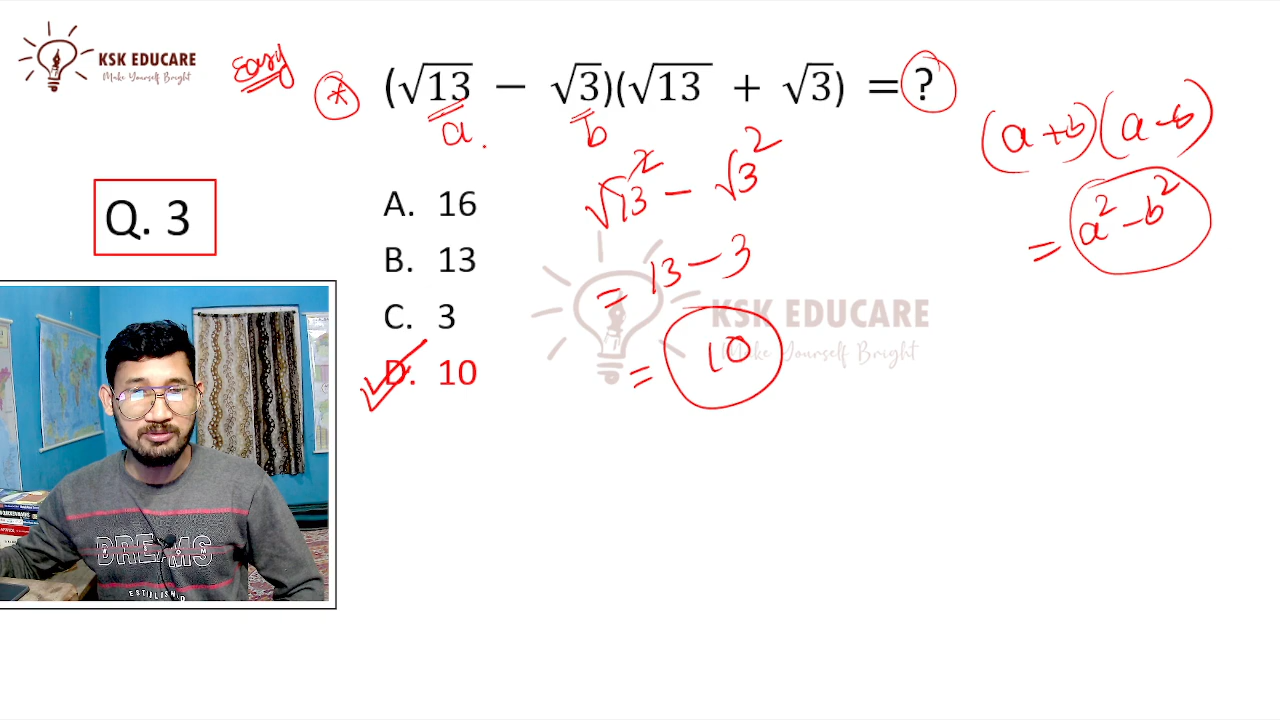 KSK EDUCARE
Make Yourself Bright
Easy
* (√13 − √3)(√13 + √3) = ?
a. b
(a+b)(a-b)
= a² - b²
√13² - √3²
= 13 - 3
= 10
Q. 3
A. 16
B. 13
C. 3
D. 10
KSK EDUCARE
Make Yourself Bright
DREAMS
ESTABLISH